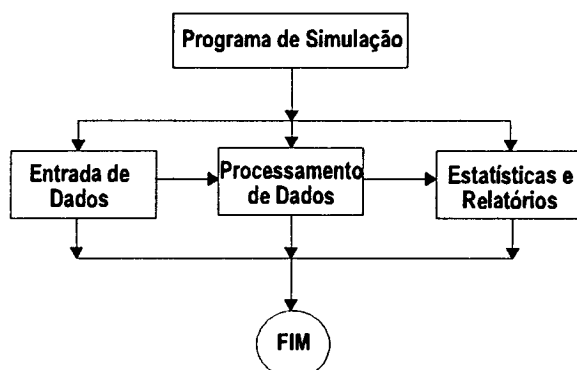 Programa de Simulação
Entrada de
Dados
Processamento
de Dados
Estatísticas e
Relatórios
FIM